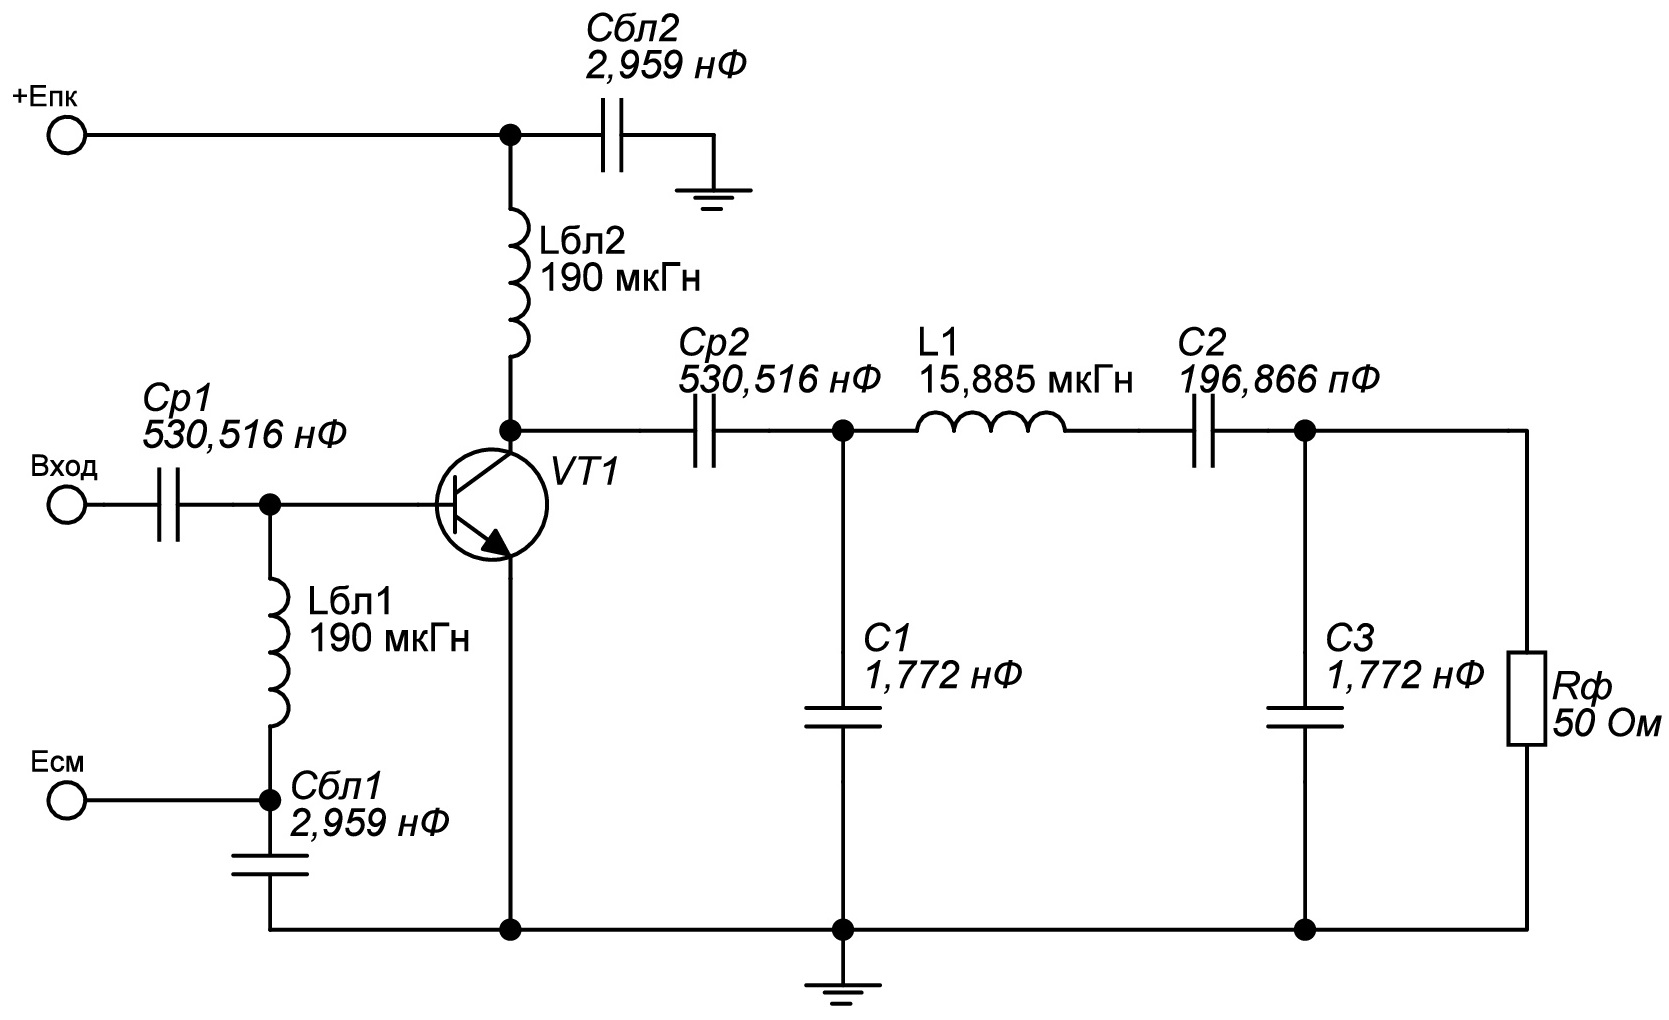 Сбл2
2,959 нФ
+Епк
Lбл2
190 мкГн
Ср2
530,516 нФ
L1
15,885 мкГн
С2
196,866 пФ
Ср1
530,516 нФ
Вход
VT1
Lбл1
190 мкГн
С1
1,772 нФ
С3
1,772 нФ
Rф
50 Ом
Есм
Сбл1
2,959 нФ